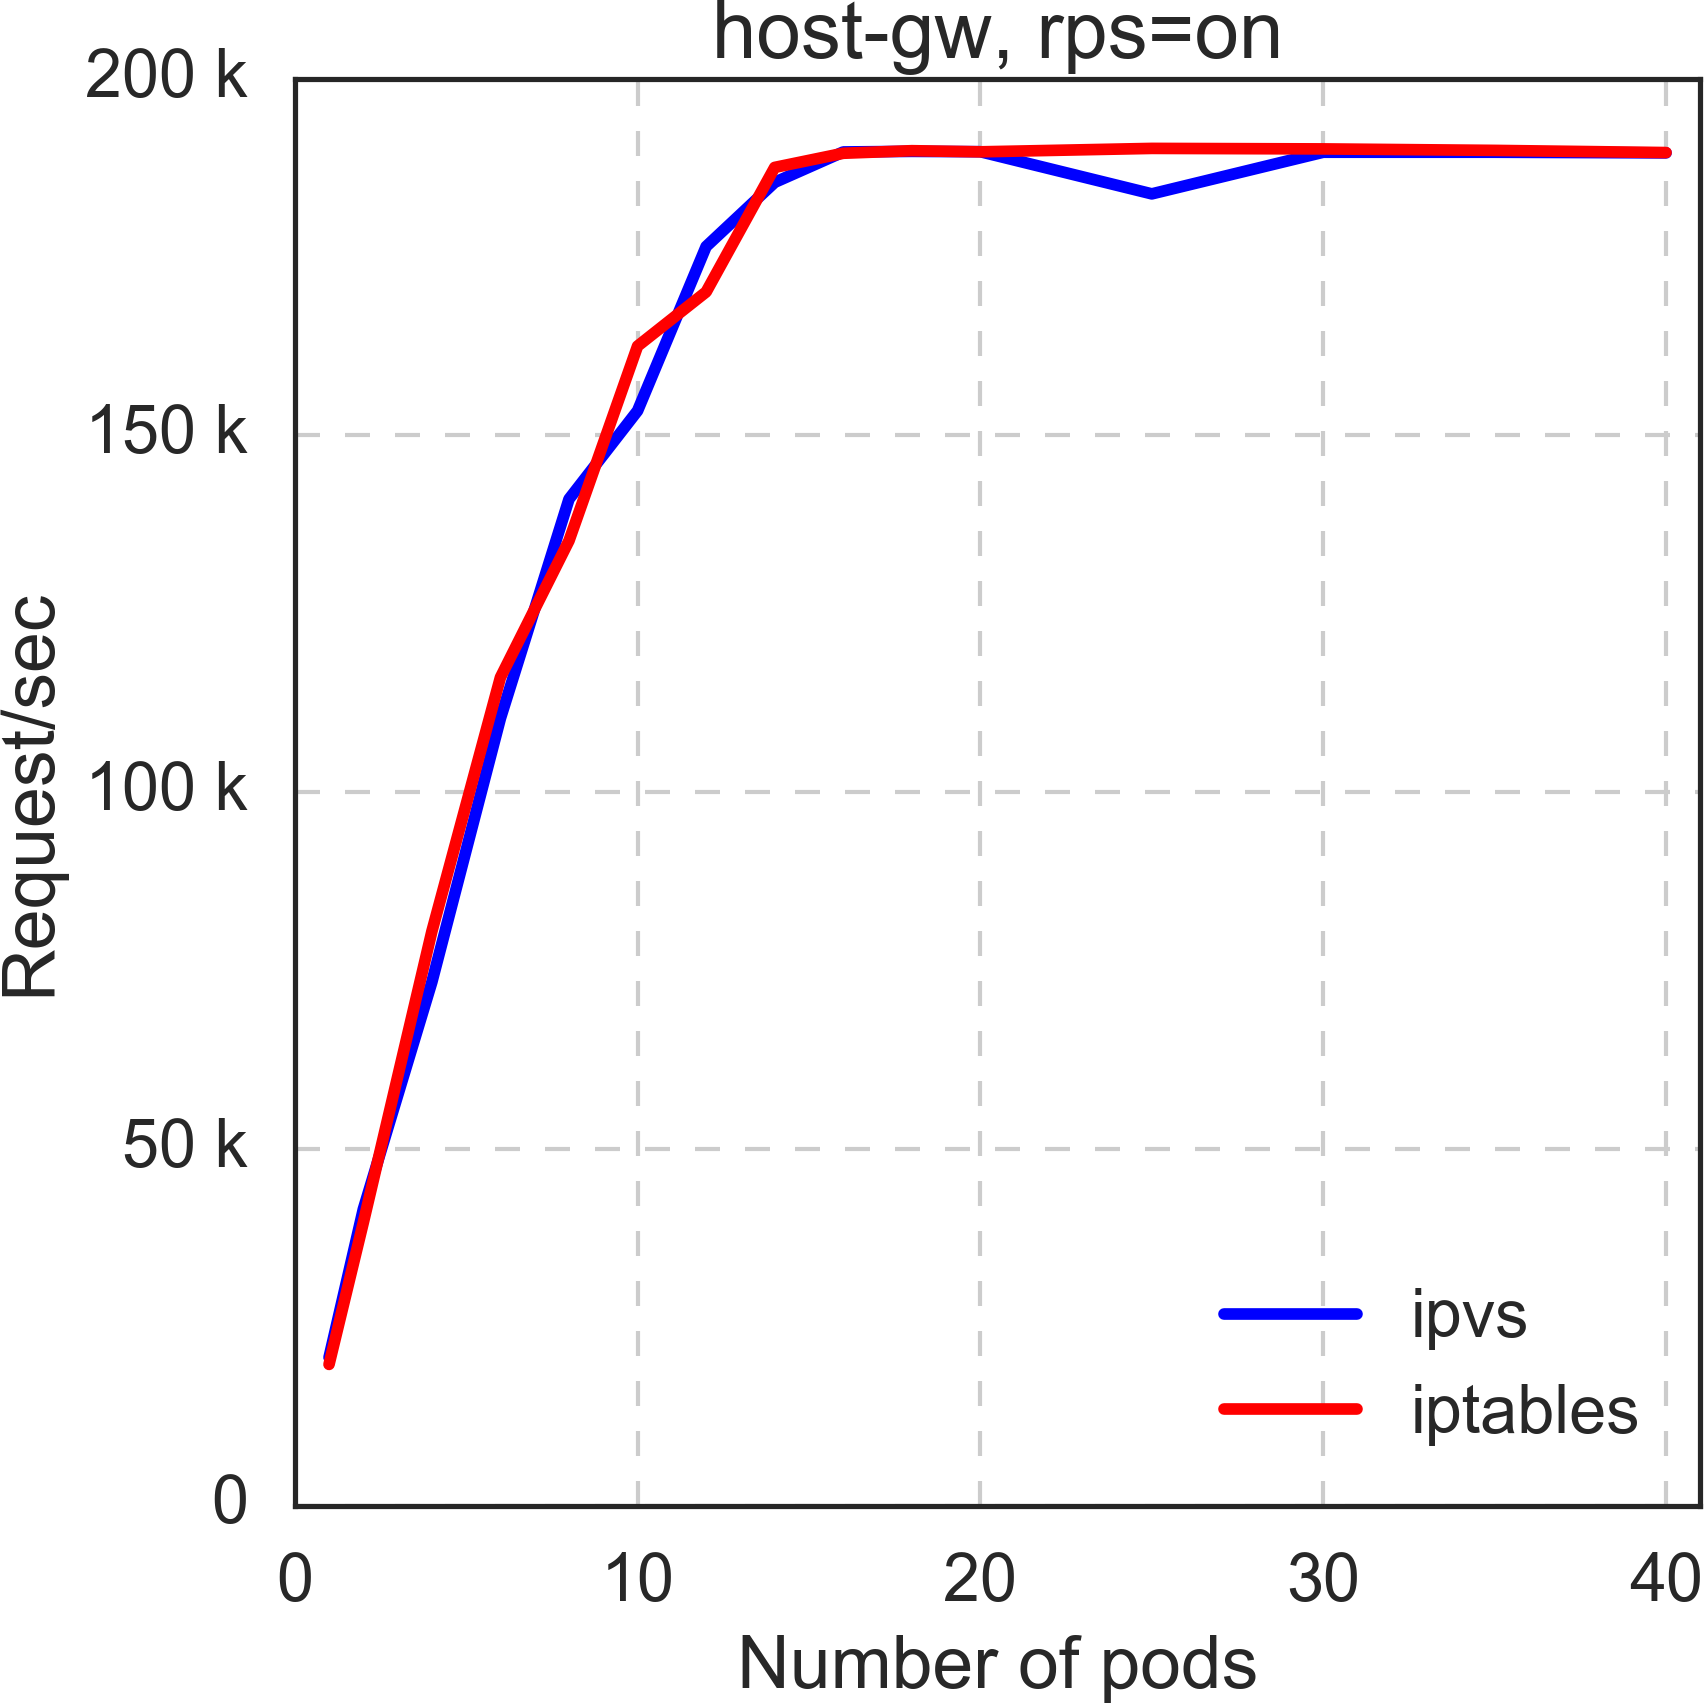 host-gw, rps=on
200 k
150 k
100 k
50 k
0
Request/sec
0 10 20 30 40
Number of pods
ipvs
iptables